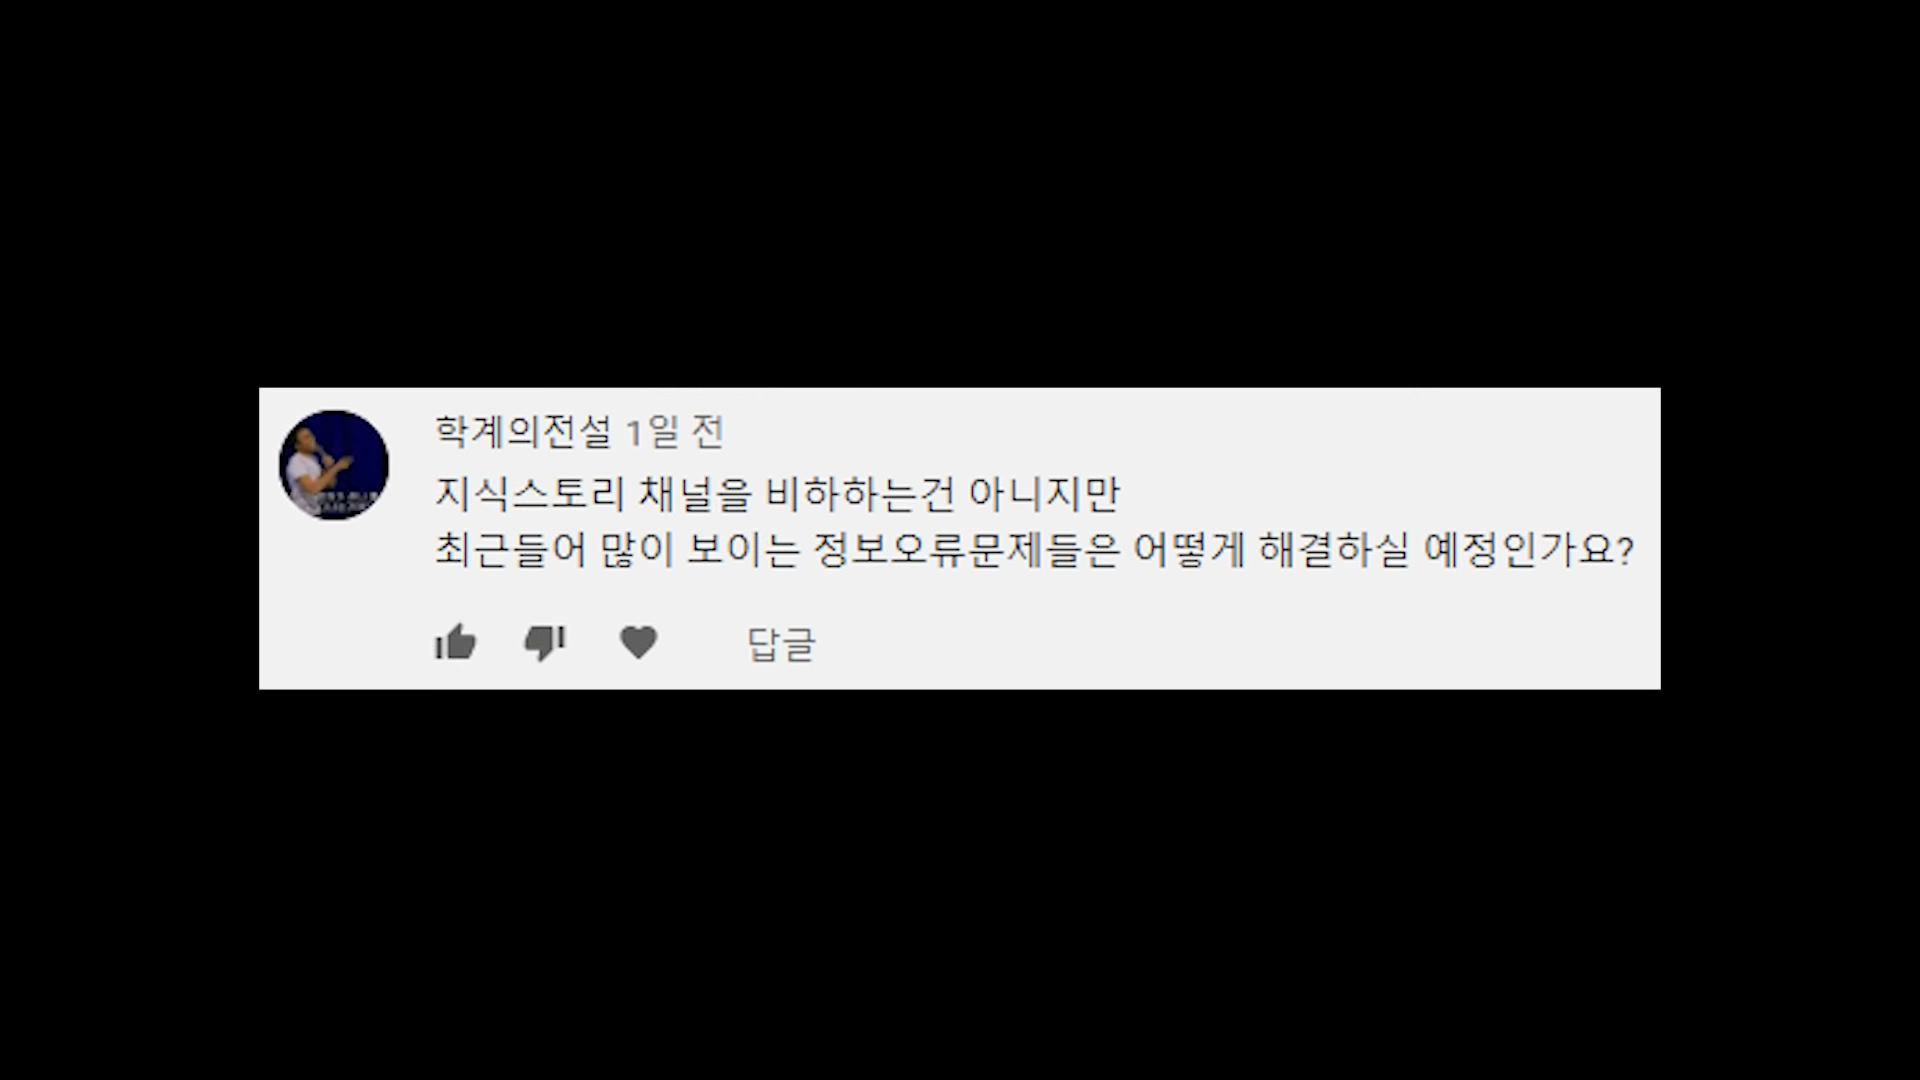 학계의전설 1일 전
지식스토리 채널을 비하하는건 아니지만
최근들어 많이 보이는 정보오류문제들은 어떻게 해결하실 예정인가요?
답글